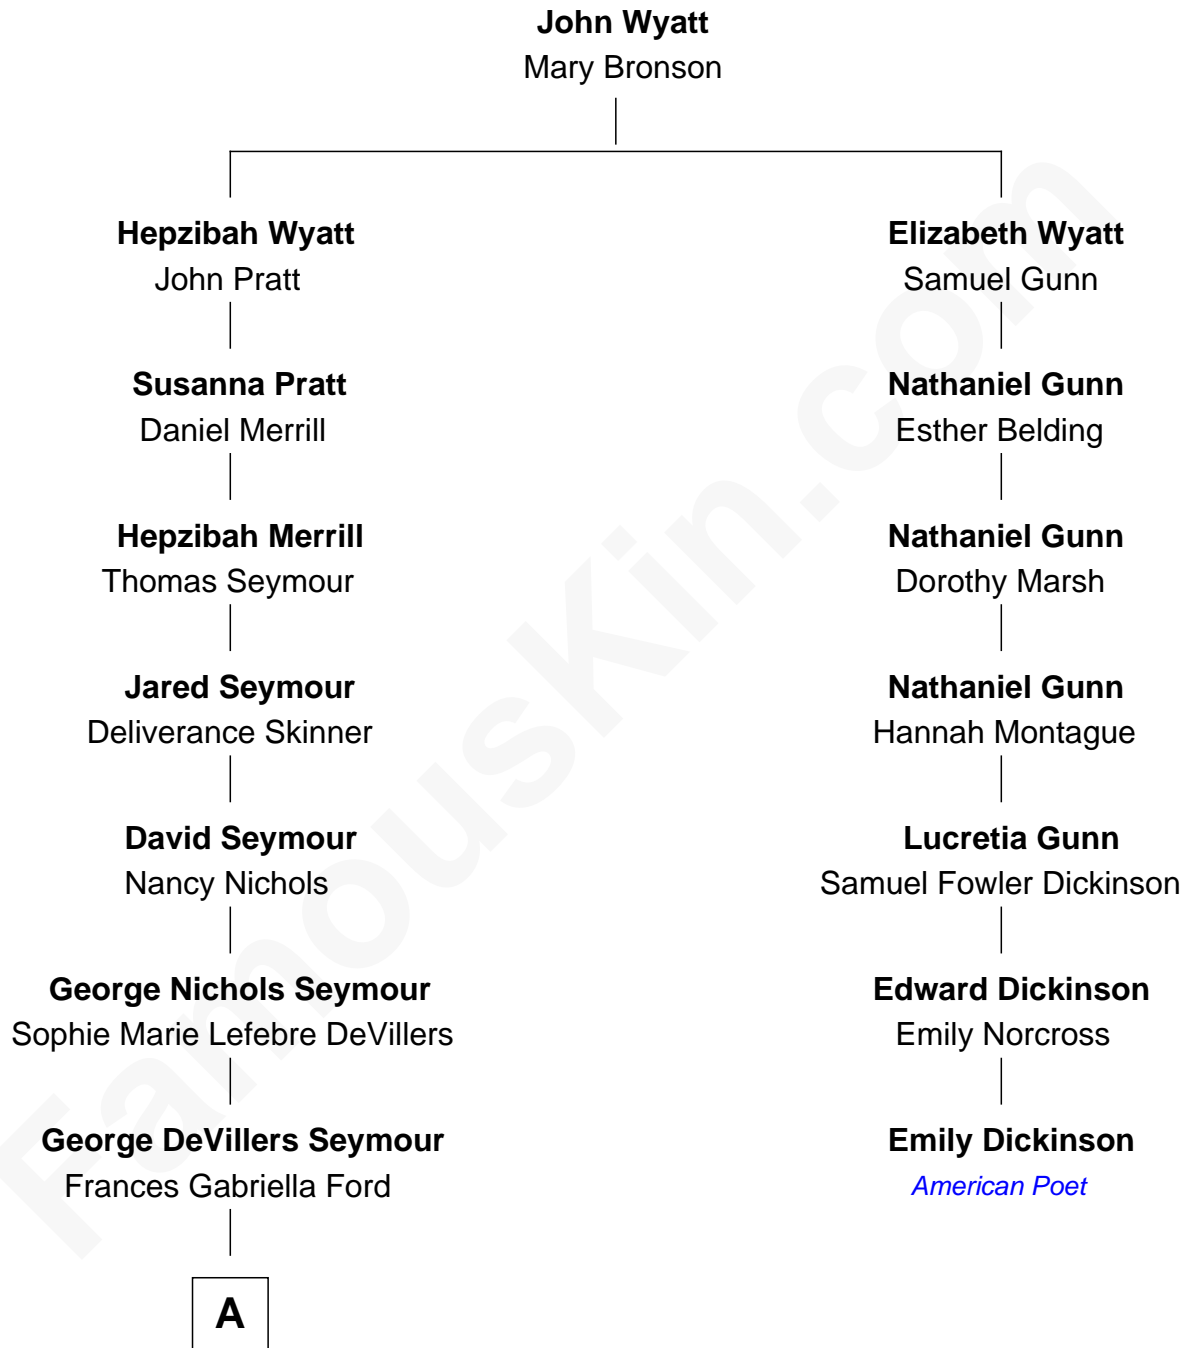 John Wyatt
Mary Bronson
Hepzibah Wyatt
John Pratt
Elizabeth Wyatt
Samuel Gunn
Susanna Pratt
Daniel Merrill
Nathaniel Gunn
Esther Belding
Hepzibah Merrill
Thomas Seymour
Nathaniel Gunn
Dorothy Marsh
Jared Seymour
Deliverance Skinner
Nathaniel Gunn
Hannah Montague
David Seymour
Nancy Nichols
Lucretia Gunn
Samuel Fowler Dickinson
George Nichols Seymour
Sophie Marie Lefebre DeVillers
Edward Dickinson
Emily Norcross
George DeVillers Seymour
Frances Gabriella Ford
Emily Dickinson
American Poet
A
FamousKin.com